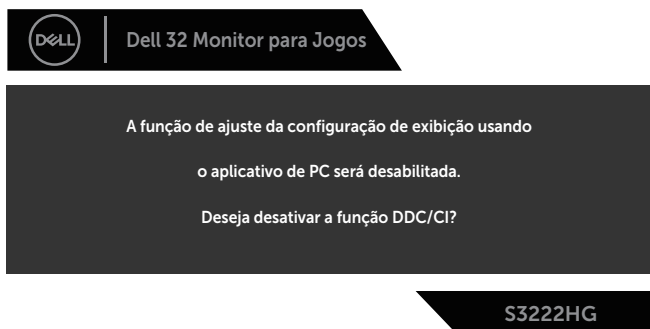 DELL
Dell 32 Monitor para Jogos
A função de ajuste da configuração de exibição usando
o aplicativo de PC será desabilitada.
Deseja desativar a função DDC/CI?
S3222HG